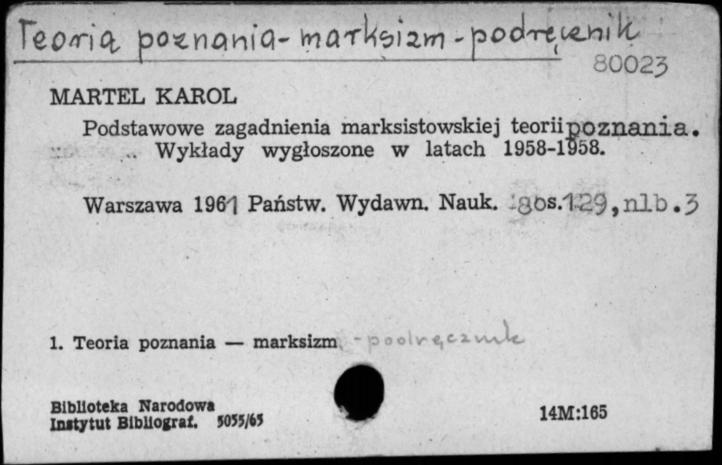 Teoria poznania - marksizm - podręcznik
80023
MARTEL KAROL
Podstawowe zagadnienia marksistowskiej teorii poznania.
Wykłady wygłoszone w latach 1958-1958.
Warszawa 1961 Państw. Wydawn. Nauk. 8os.129,nlb.3
1. Teoria poznania — marksizm - podręcznik
Biblioteka Narodowa
Instytut Bibliograf. 5055/65
14M:165